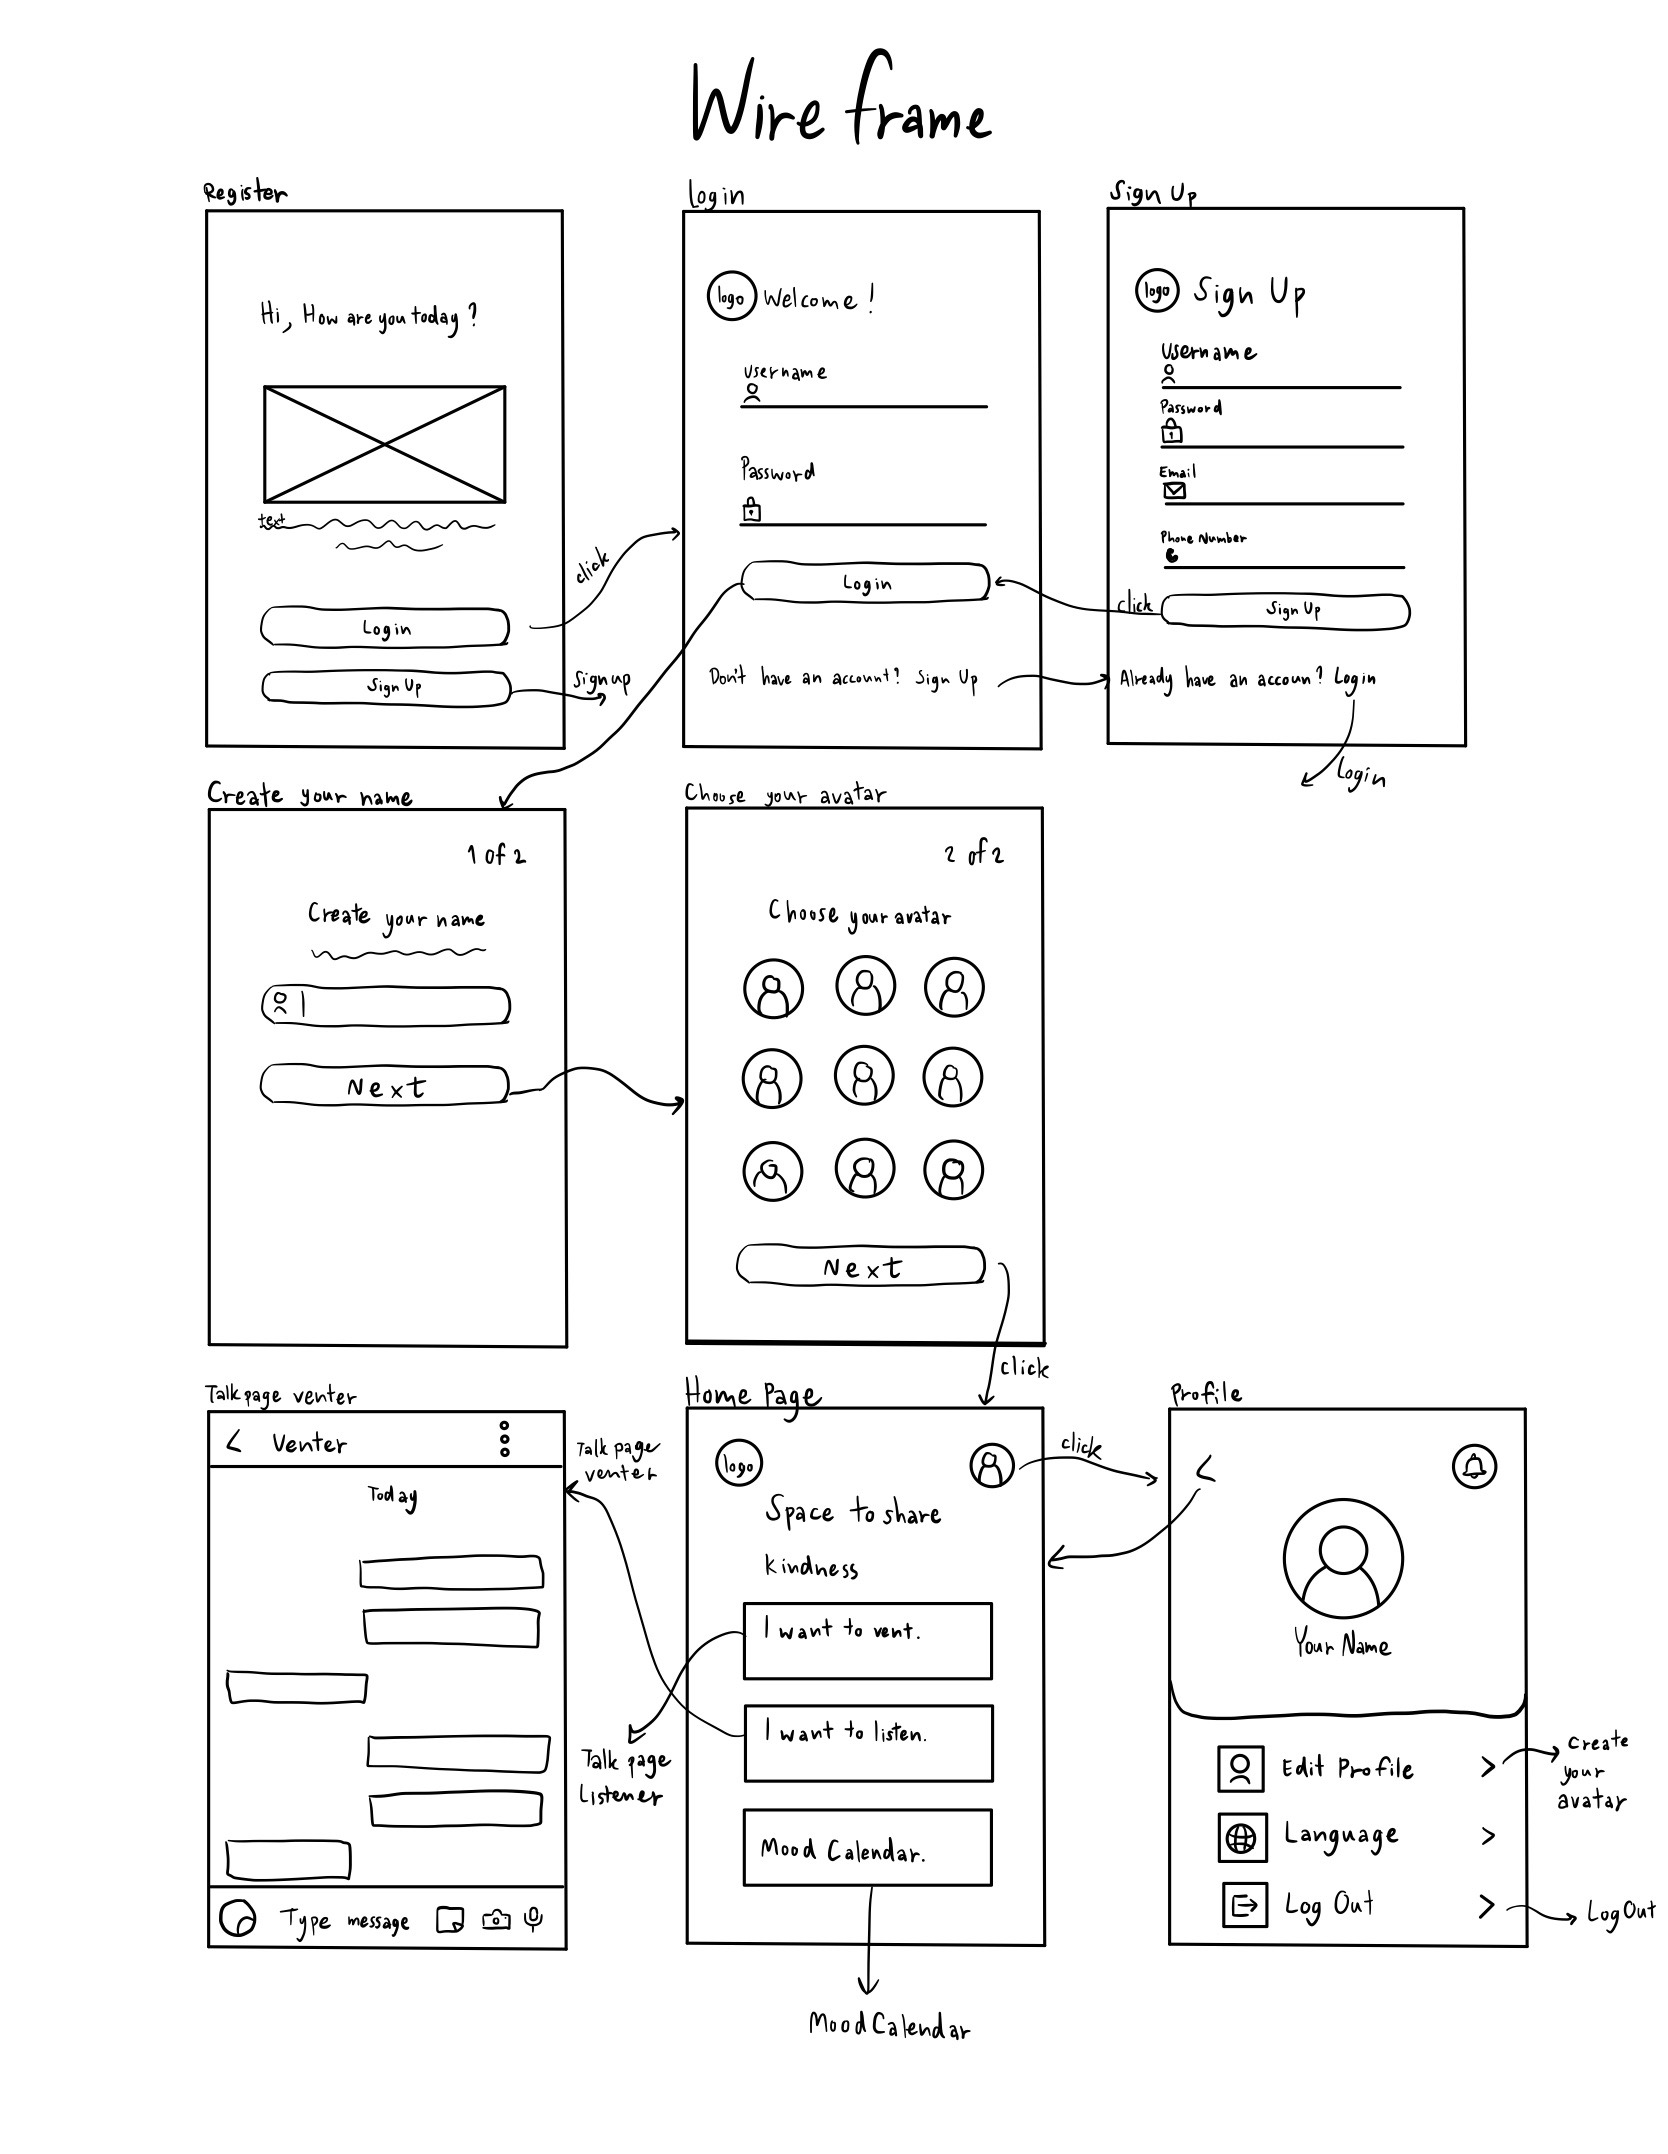 Wire frame
Register
Hi, How are you today?
text
Login
Sign Up
click
Sign up
Login
logo
Welcome!
Username
Password
Login
Don't have an account? Sign Up
Sign Up
logo
Sign Up
Username
Password
Email
Phone Number
click
Sign Up
Already have an accoun? Login
Login
Create your name
1 of 2
Create your name
Next
Choose your avatar
2 of 2
Choose your avatar
Next
click
Talk page venter
< Venter
Today
Type message
Talk page
venter
Talk page
Listener
Home Page
logo
Space to share
kindness
I want to vent.
I want to listen.
Mood Calendar.
Mood Calendar
click
Profile
<
Your Name
Edit Profile >
Create
your
avatar
Language >
Log Out >
Log Out